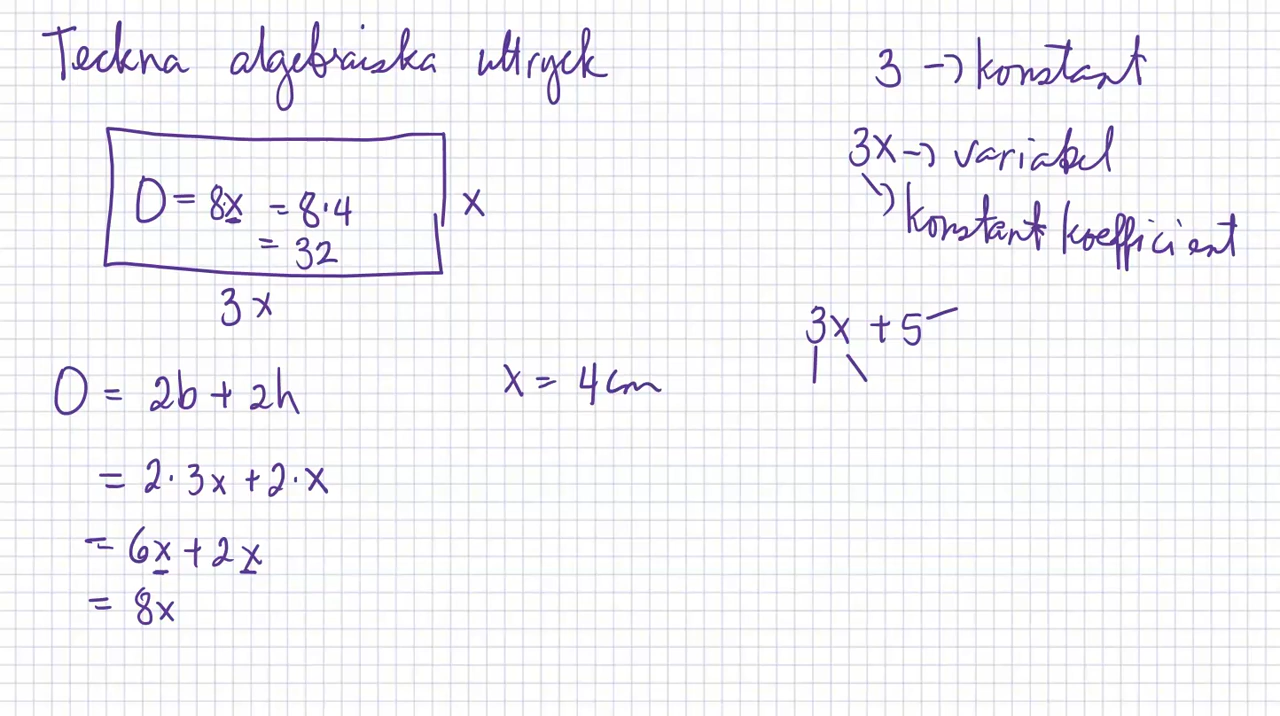 Teckna algebraiska uttryck
O = 8x = 8·4
= 32
x
3x
O = 2b + 2h
= 2·3x + 2·x
= 6x + 2x
= 8x
x = 4cm
3 → konstant
3x → variabel
→ konstant koefficient
3x + 5